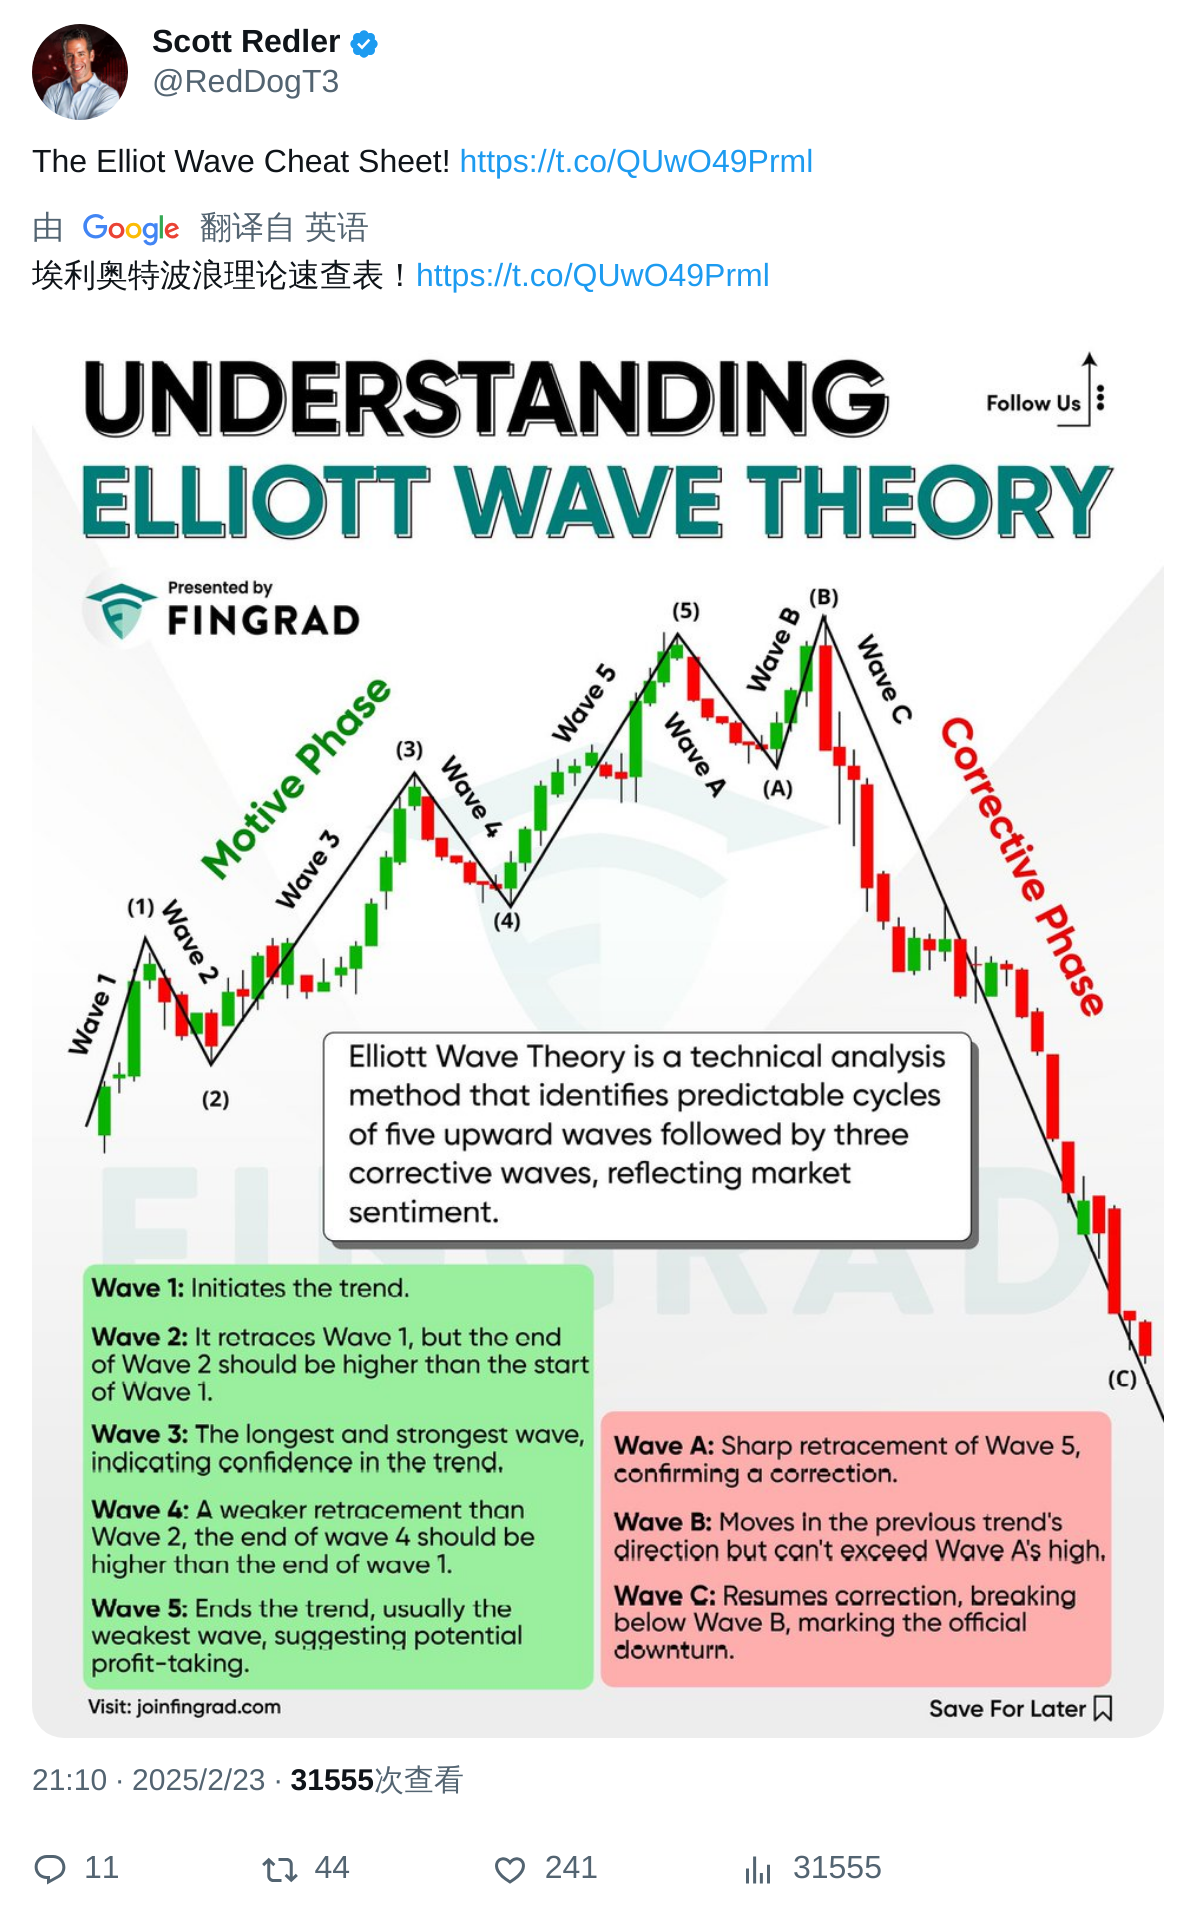 Scott Redler
@RedDogT3
The Elliot Wave Cheat Sheet! https://t.co/QUwO49Prml
由 Google 翻译自 英语
埃利奥特波浪理论速查表！https://t.co/QUwO49Prml
UNDERSTANDING
Follow Us
ELLIOTT WAVE THEORY
Presented by
FINGRAD
Motive Phase
Corrective Phase
Wave 1
(1)
Wave 2
(2)
Wave 3
(3)
Wave 4
(4)
Wave 5
(5)
Wave A
(A)
Wave B
(B)
Wave C
(C)
Elliott Wave Theory is a technical analysis
method that identifies predictable cycles
of five upward waves followed by three
corrective waves, reflecting market
sentiment.
FINGRAD
Wave 1: Initiates the trend.
Wave 2: It retraces Wave 1, but the end
of Wave 2 should be higher than the start
of Wave 1.
Wave 3: The longest and strongest wave,
indicating confidence in the trend.
Wave 4: A weaker retracement than
Wave 2, the end of wave 4 should be
higher than the end of wave 1.
Wave 5: Ends the trend, usually the
weakest wave, suggesting potential
profit-taking.
Wave A: Sharp retracement of Wave 5,
confirming a correction.
Wave B: Moves in the previous trend's
direction but can't exceed Wave A's high.
Wave C: Resumes correction, breaking
below Wave B, marking the official
downturn.
Visit: joinfingrad.com
Save For Later
21:10 · 2025/2/23 · 31555次查看
11
44
241
31555